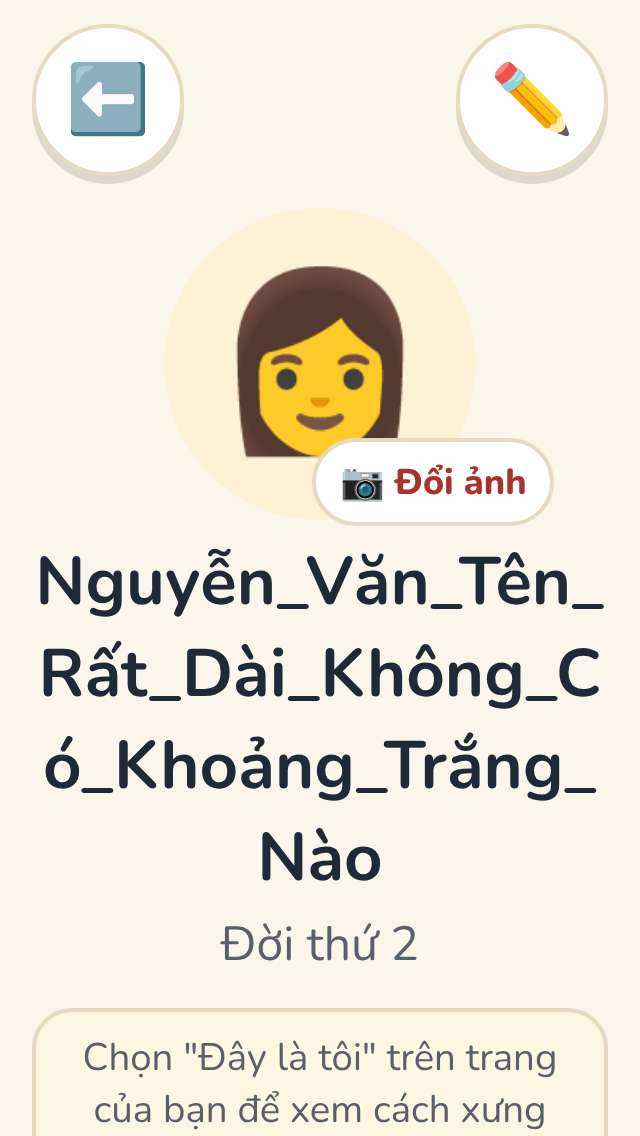 Đổi ảnh
Nguyễn_Văn_Tên_
Rất_Dài_Không_C
ó_Khoảng_Trắng_
Nào
Đời thứ 2
Chọn "Đây là tôi" trên trang
của bạn để xem cách xưng